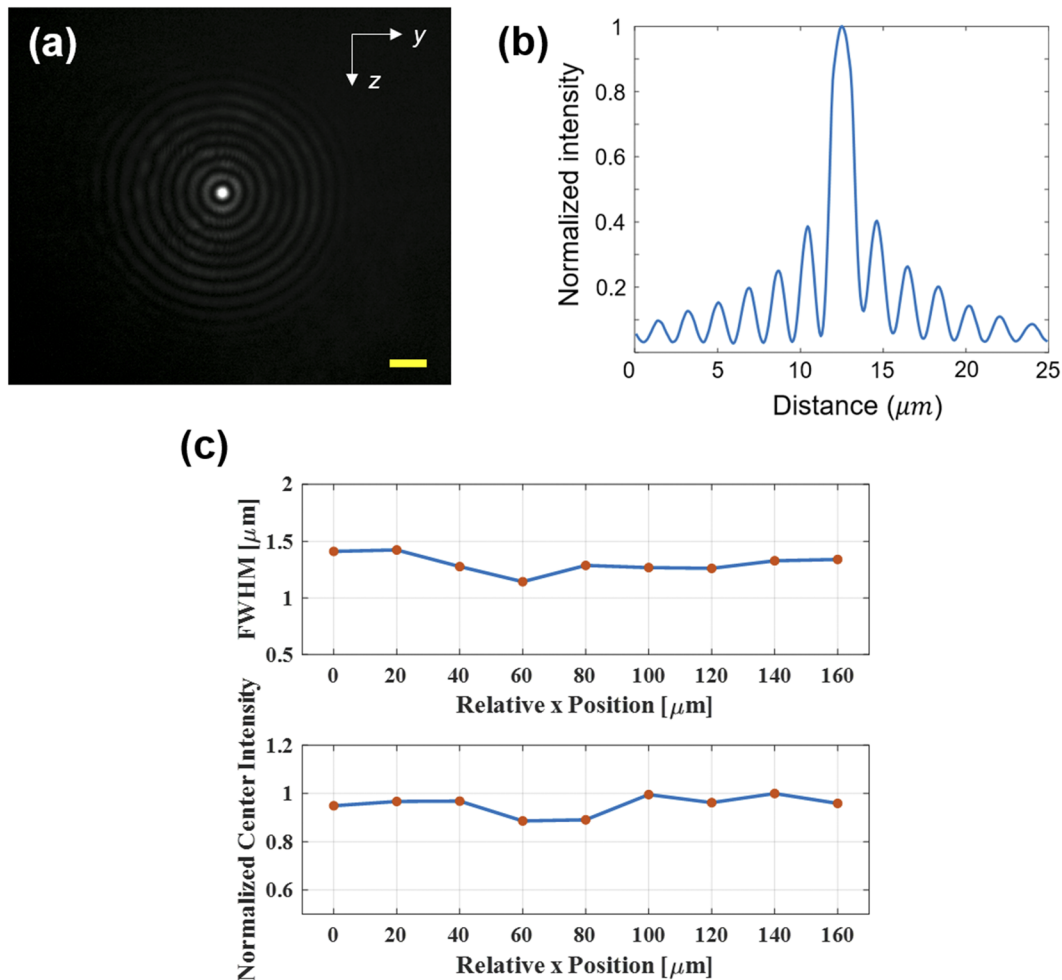 (a)
y
z
(b)
Normalized intensity
1
0.8
0.6
0.4
0.2
0 5 10 15 20 25
Distance (μm)
(c)
FWHM [μm]
2
1.5
1
0.5
0 20 40 60 80 100 120 140 160
Relative x Position [μm]
Normalized Center Intensity
1.2
1
0.8
0.6
0 20 40 60 80 100 120 140 160
Relative x Position [μm]